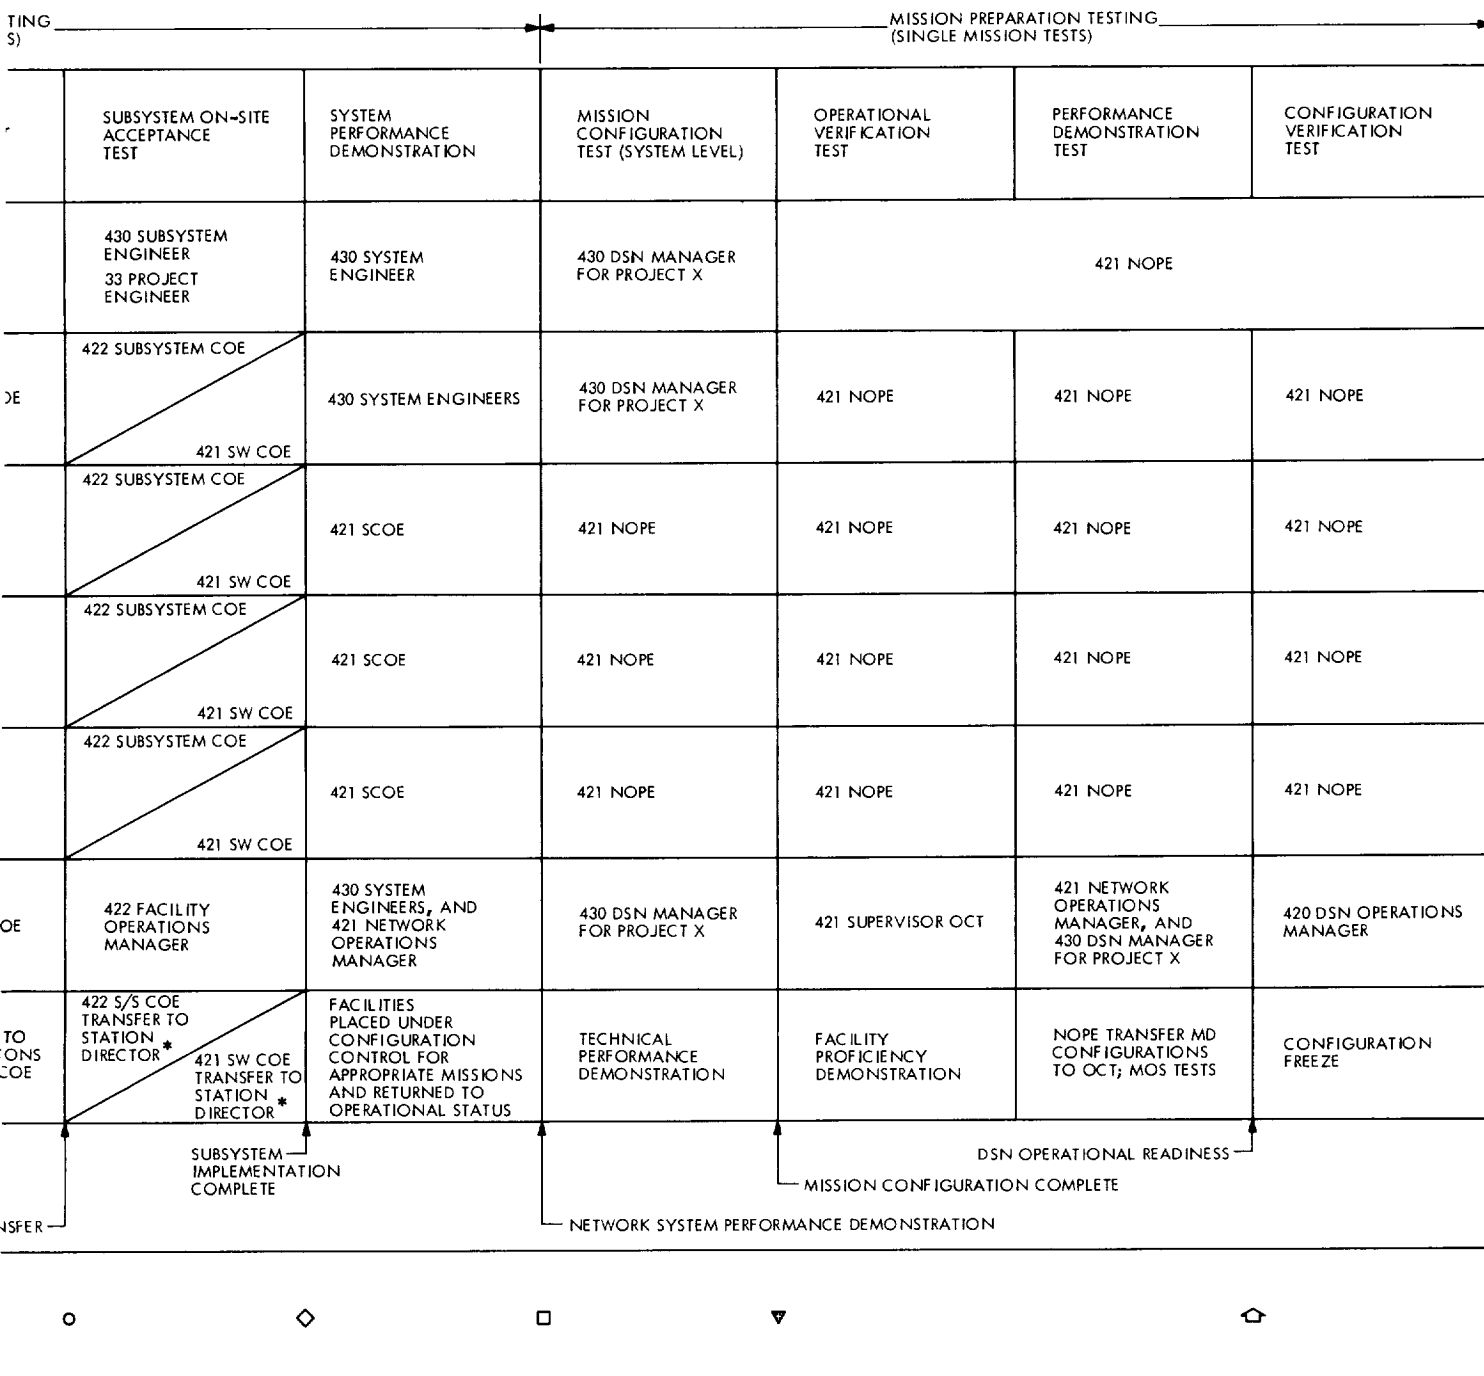 TING
S)
MISSION PREPARATION TESTING
(SINGLE MISSION TESTS)
SUBSYSTEM ON-SITE
ACCEPTANCE
TEST
SYSTEM
PERFORMANCE
DEMONSTRATION
MISSION
CONFIGURATION
TEST (SYSTEM LEVEL)
OPERATIONAL
VERIFICATION
TEST
PERFORMANCE
DEMONSTRATION
TEST
CONFIGURATION
VERIFICATION
TEST
430 SUBSYSTEM
ENGINEER
33 PROJECT
ENGINEER
430 SYSTEM
ENGINEER
430 DSN MANAGER
FOR PROJECT X
421 NOPE
OE
422 SUBSYSTEM COE
421 SW COE
430 SYSTEM ENGINEERS
430 DSN MANAGER
FOR PROJECT X
421 NOPE
421 NOPE
421 NOPE
422 SUBSYSTEM COE
421 SW COE
421 SCOE
421 NOPE
421 NOPE
421 NOPE
421 NOPE
422 SUBSYSTEM COE
421 SW COE
421 SCOE
421 NOPE
421 NOPE
421 NOPE
421 NOPE
422 SUBSYSTEM COE
421 SW COE
421 SCOE
421 NOPE
421 NOPE
421 NOPE
421 NOPE
OE
422 FACILITY
OPERATIONS
MANAGER
430 SYSTEM
ENGINEERS, AND
421 NETWORK
OPERATIONS
MANAGER
430 DSN MANAGER
FOR PROJECT X
421 SUPERVISOR OCT
421 NETWORK
OPERATIONS
MANAGER, AND
430 DSN MANAGER
FOR PROJECT X
420 DSN OPERATIONS
MANAGER
TO
IONS
COE
422 S/S COE
TRANSFER TO
STATION
DIRECTOR*
421 SW COE
TRANSFER TO
STATION
DIRECTOR*
FACILITIES
PLACED UNDER
CONFIGURATION
CONTROL FOR
APPROPRIATE MISSIONS
AND RETURNED TO
OPERATIONAL STATUS
TECHNICAL
PERFORMANCE
DEMONSTRATION
FACILITY
PROFICIENCY
DEMONSTRATION
NOPE TRANSFER MD
CONFIGURATIONS
TO OCT; MOS TESTS
CONFIGURATION
FREEZE
SUBSYSTEM
IMPLEMENTATION
COMPLETE
DSN OPERATIONAL READINESS
MISSION CONFIGURATION COMPLETE
NSFER
NETWORK SYSTEM PERFORMANCE DEMONSTRATION